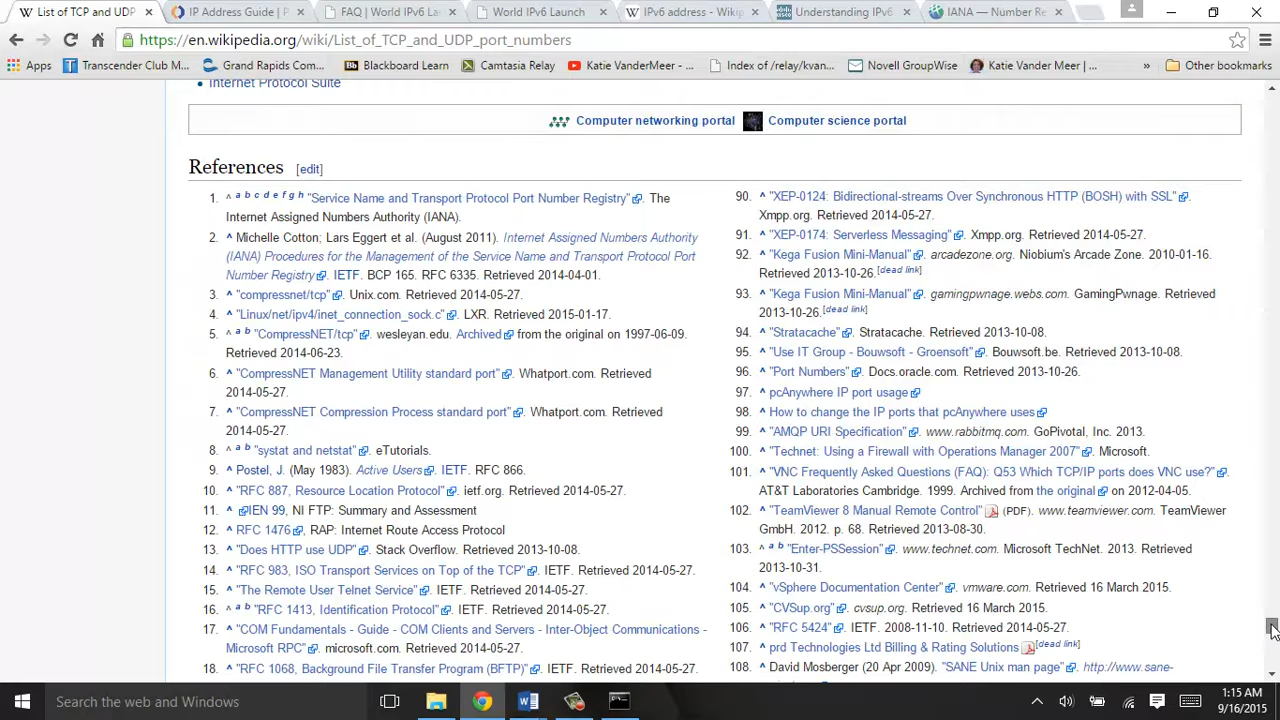 List of TCP and UDP p
IP Address Guide | P
FAQ | World IPv6 Lau
World IPv6 Launch
IPv6 address - Wikip
Understanding IPv6
IANA — Number Re
https://en.wikipedia.org/wiki/List_of_TCP_and_UDP_port_numbers
Apps
Transcender Club M...
Grand Rapids Com...
Blackboard Learn
Camtasia Relay
Katie VanderMeer - ...
Index of /relay/kvan...
Novell GroupWise
Katie Vander Meer | ...
»
Other bookmarks
Internet Protocol Suite
Computer networking portal
Computer science portal
References [edit]
1. ^ a b c d e f g h "Service Name and Transport Protocol Port Number Registry". The
Internet Assigned Numbers Authority (IANA).
2. ^ Michelle Cotton; Lars Eggert et al. (August 2011). Internet Assigned Numbers Authority
(IANA) Procedures for the Management of the Service Name and Transport Protocol Port
Number Registry. IETF. BCP 165. RFC 6335. Retrieved 2014-04-01.
3. ^ "compressnet/tcp". Unix.com. Retrieved 2014-05-27.
4. ^ "Linux/net/ipv4/inet_connection_sock.c". LXR. Retrieved 2015-01-17.
5. ^ a b "CompressNET/tcp". wesleyan.edu. Archived from the original on 1997-06-09.
Retrieved 2014-06-23.
6. ^ "CompressNET Management Utility standard port". Whatport.com. Retrieved
2014-05-27.
7. ^ "CompressNET Compression Process standard port". Whatport.com. Retrieved
2014-05-27.
8. ^ a b "systat and netstat". eTutorials.
9. ^ Postel, J. (May 1983). Active Users. IETF. RFC 866.
10. ^ "RFC 887, Resource Location Protocol". ietf.org. Retrieved 2014-05-27.
11. ^ IEN 99, NI FTP: Summary and Assessment
12. ^ RFC 1476, RAP: Internet Route Access Protocol
13. ^ "Does HTTP use UDP". Stack Overflow. Retrieved 2013-10-08.
14. ^ "RFC 983, ISO Transport Services on Top of the TCP". IETF. Retrieved 2014-05-27.
15. ^ "The Remote User Telnet Service". IETF. Retrieved 2014-05-27.
16. ^ a b "RFC 1413, Identification Protocol". IETF. Retrieved 2014-05-27.
17. ^ "COM Fundamentals - Guide - COM Clients and Servers - Inter-Object Communications -
Microsoft RPC". microsoft.com. Retrieved 2014-05-27.
18. ^ "RFC 1068, Background File Transfer Program (BFTP)". IETF. Retrieved 2014-05-27.
90. ^ "XEP-0124: Bidirectional-streams Over Synchronous HTTP (BOSH) with SSL".
Xmpp.org. Retrieved 2014-05-27.
91. ^ "XEP-0174: Serverless Messaging". Xmpp.org. Retrieved 2014-05-27.
92. ^ "Kega Fusion Mini-Manual". arcadezone.org. Niobium's Arcade Zone. 2010-01-16.
Retrieved 2013-10-26.[dead link]
93. ^ "Kega Fusion Mini-Manual". gamingpwnage.webs.com. GamingPwnage. Retrieved
2013-10-26.[dead link]
94. ^ "Stratacache". Stratacache. Retrieved 2013-10-08.
95. ^ "Use IT Group - Bouwsoft - Groensoft". Bouwsoft.be. Retrieved 2013-10-08.
96. ^ "Port Numbers". Docs.oracle.com. Retrieved 2013-10-26.
97. ^ pcAnywhere IP port usage
98. ^ How to change the IP ports that pcAnywhere uses
99. ^ "AMQP URI Specification". www.rabbitmq.com. GoPivotal, Inc. 2013.
100. ^ "Technet: Using a Firewall with Operations Manager 2007". Microsoft.
101. ^ "VNC Frequently Asked Questions (FAQ): Q53 Which TCP/IP ports does VNC use?".
AT&T Laboratories Cambridge. 1999. Archived from the original on 2012-04-05.
102. ^ "TeamViewer 8 Manual Remote Control" (PDF). www.teamviewer.com. TeamViewer
GmbH. 2012. p. 68. Retrieved 2013-08-30.
103. ^ a b "Enter-PSSession". www.technet.com. Microsoft TechNet. 2013. Retrieved
2013-10-31.
104. ^ "vSphere Documentation Center". vmware.com. Retrieved 16 March 2015.
105. ^ "CVSup.org". cvsup.org. Retrieved 16 March 2015.
106. ^ "RFC 5424". IETF. 2008-11-10. Retrieved 2014-05-27.
107. ^ prd Technologies Ltd Billing & Rating Solutions [dead link]
108. ^ David Mosberger (20 Apr 2009). "SANE Unix man page". http://www.sane-
Search the web and Windows
1:15 AM
9/16/2015